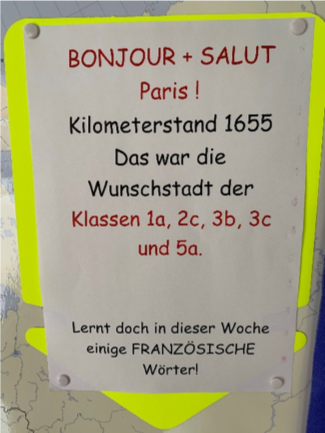 BONJOUR + SALUT
Paris !
Kilometerstand 1655
Das war die
Wunschstadt der
Klassen 1a, 2c, 3b, 3c
und 5a.
Lernt doch in dieser Woche
einige FRANZÖSISCHE
Wörter!